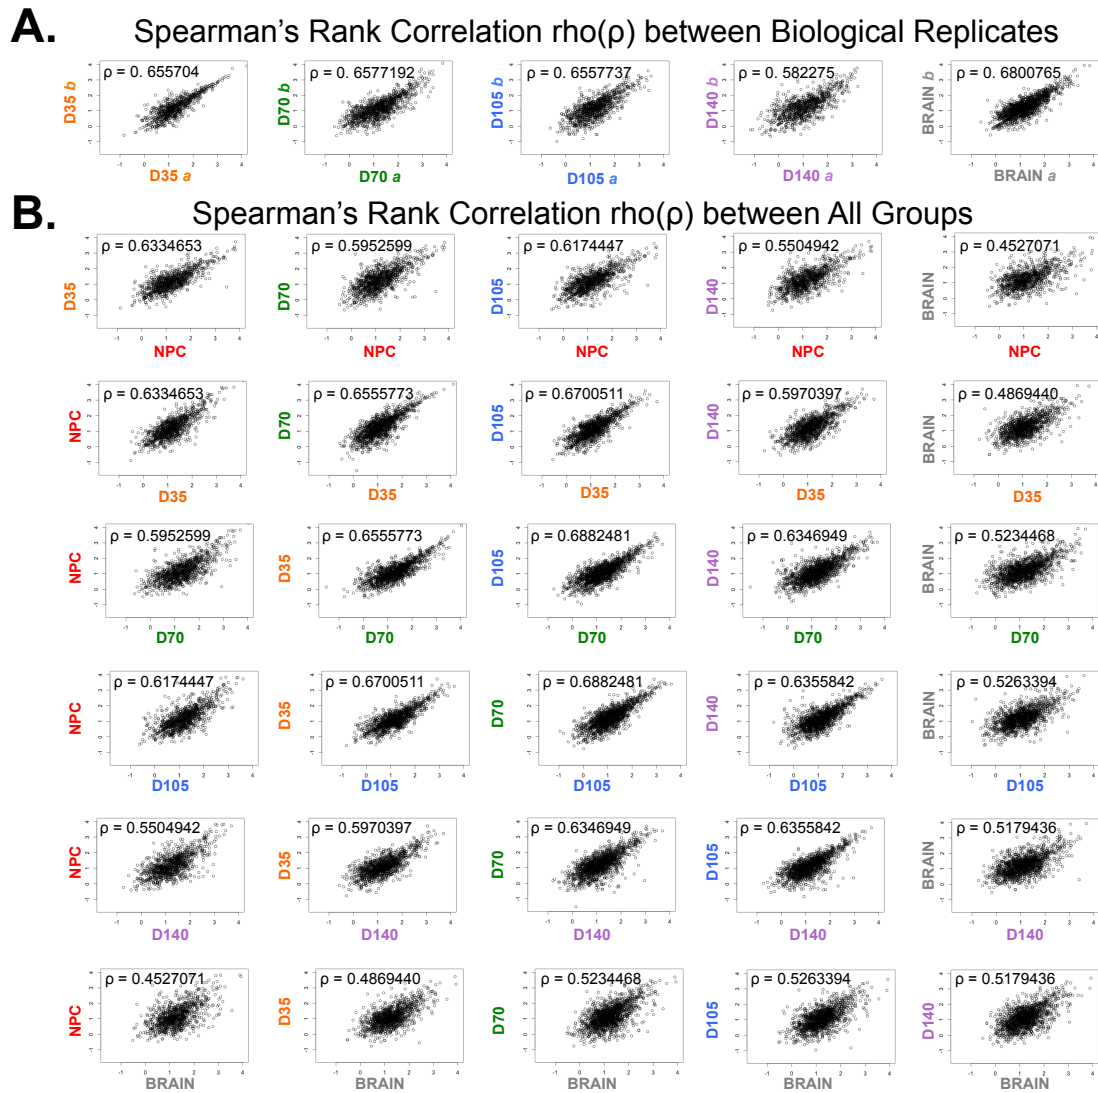 A.
Spearman's Rank Correlation rho(ρ) between Biological Replicates
ρ = 0. 655704
ρ = 0. 6577192
ρ = 0. 6557737
ρ = 0. 582275
ρ = 0. 6800765
D35 b
D70 b
D105 b
D140 b
BRAIN b
D35 a
D70 a
D105 a
D140 a
BRAIN a
B.
Spearman's Rank Correlation rho(ρ) between All Groups
ρ = 0.6334653
ρ = 0.5952599
ρ = 0.6174447
ρ = 0.5504942
ρ = 0.4527071
D35
D70
D105
D140
BRAIN
NPC
NPC
NPC
NPC
NPC
ρ = 0.6334653
ρ = 0.6555773
ρ = 0.6700511
ρ = 0.5970397
ρ = 0.4869440
NPC
D70
D105
D140
BRAIN
D35
D35
D35
D35
D35
ρ = 0.5952599
ρ = 0.6555773
ρ = 0.6882481
ρ = 0.6346949
ρ = 0.5234468
NPC
D35
D105
D140
BRAIN
D70
D70
D70
D70
D70
ρ = 0.6174447
ρ = 0.6700511
ρ = 0.6882481
ρ = 0.6355842
ρ = 0.5263394
NPC
D35
D70
D140
BRAIN
D105
D105
D105
D105
D105
ρ = 0.5504942
ρ = 0.5970397
ρ = 0.6346949
ρ = 0.6355842
ρ = 0.5179436
NPC
D35
D70
D105
BRAIN
D140
D140
D140
D140
D140
ρ = 0.4527071
ρ = 0.4869440
ρ = 0.5234468
ρ = 0.5263394
ρ = 0.5179436
NPC
D35
D70
D105
D140
BRAIN
BRAIN
BRAIN
BRAIN
BRAIN